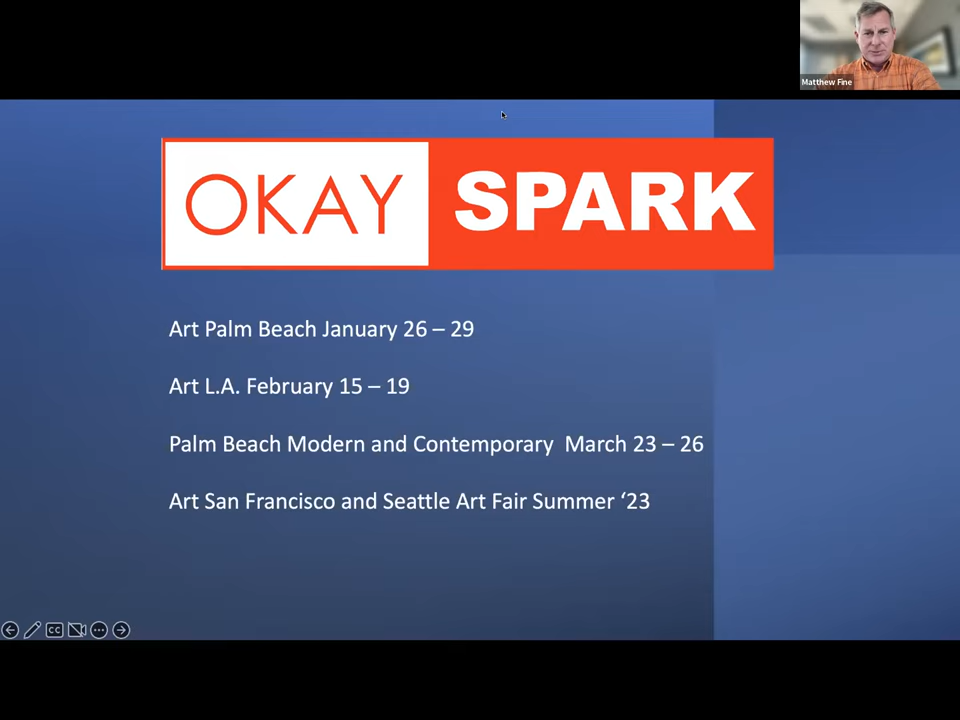 Matthew Fine
OKAY SPARK
Art Palm Beach January 26 – 29
Art L.A. February 15 – 19
Palm Beach Modern and Contemporary  March 23 – 26
Art San Francisco and Seattle Art Fair Summer ‘23
CC